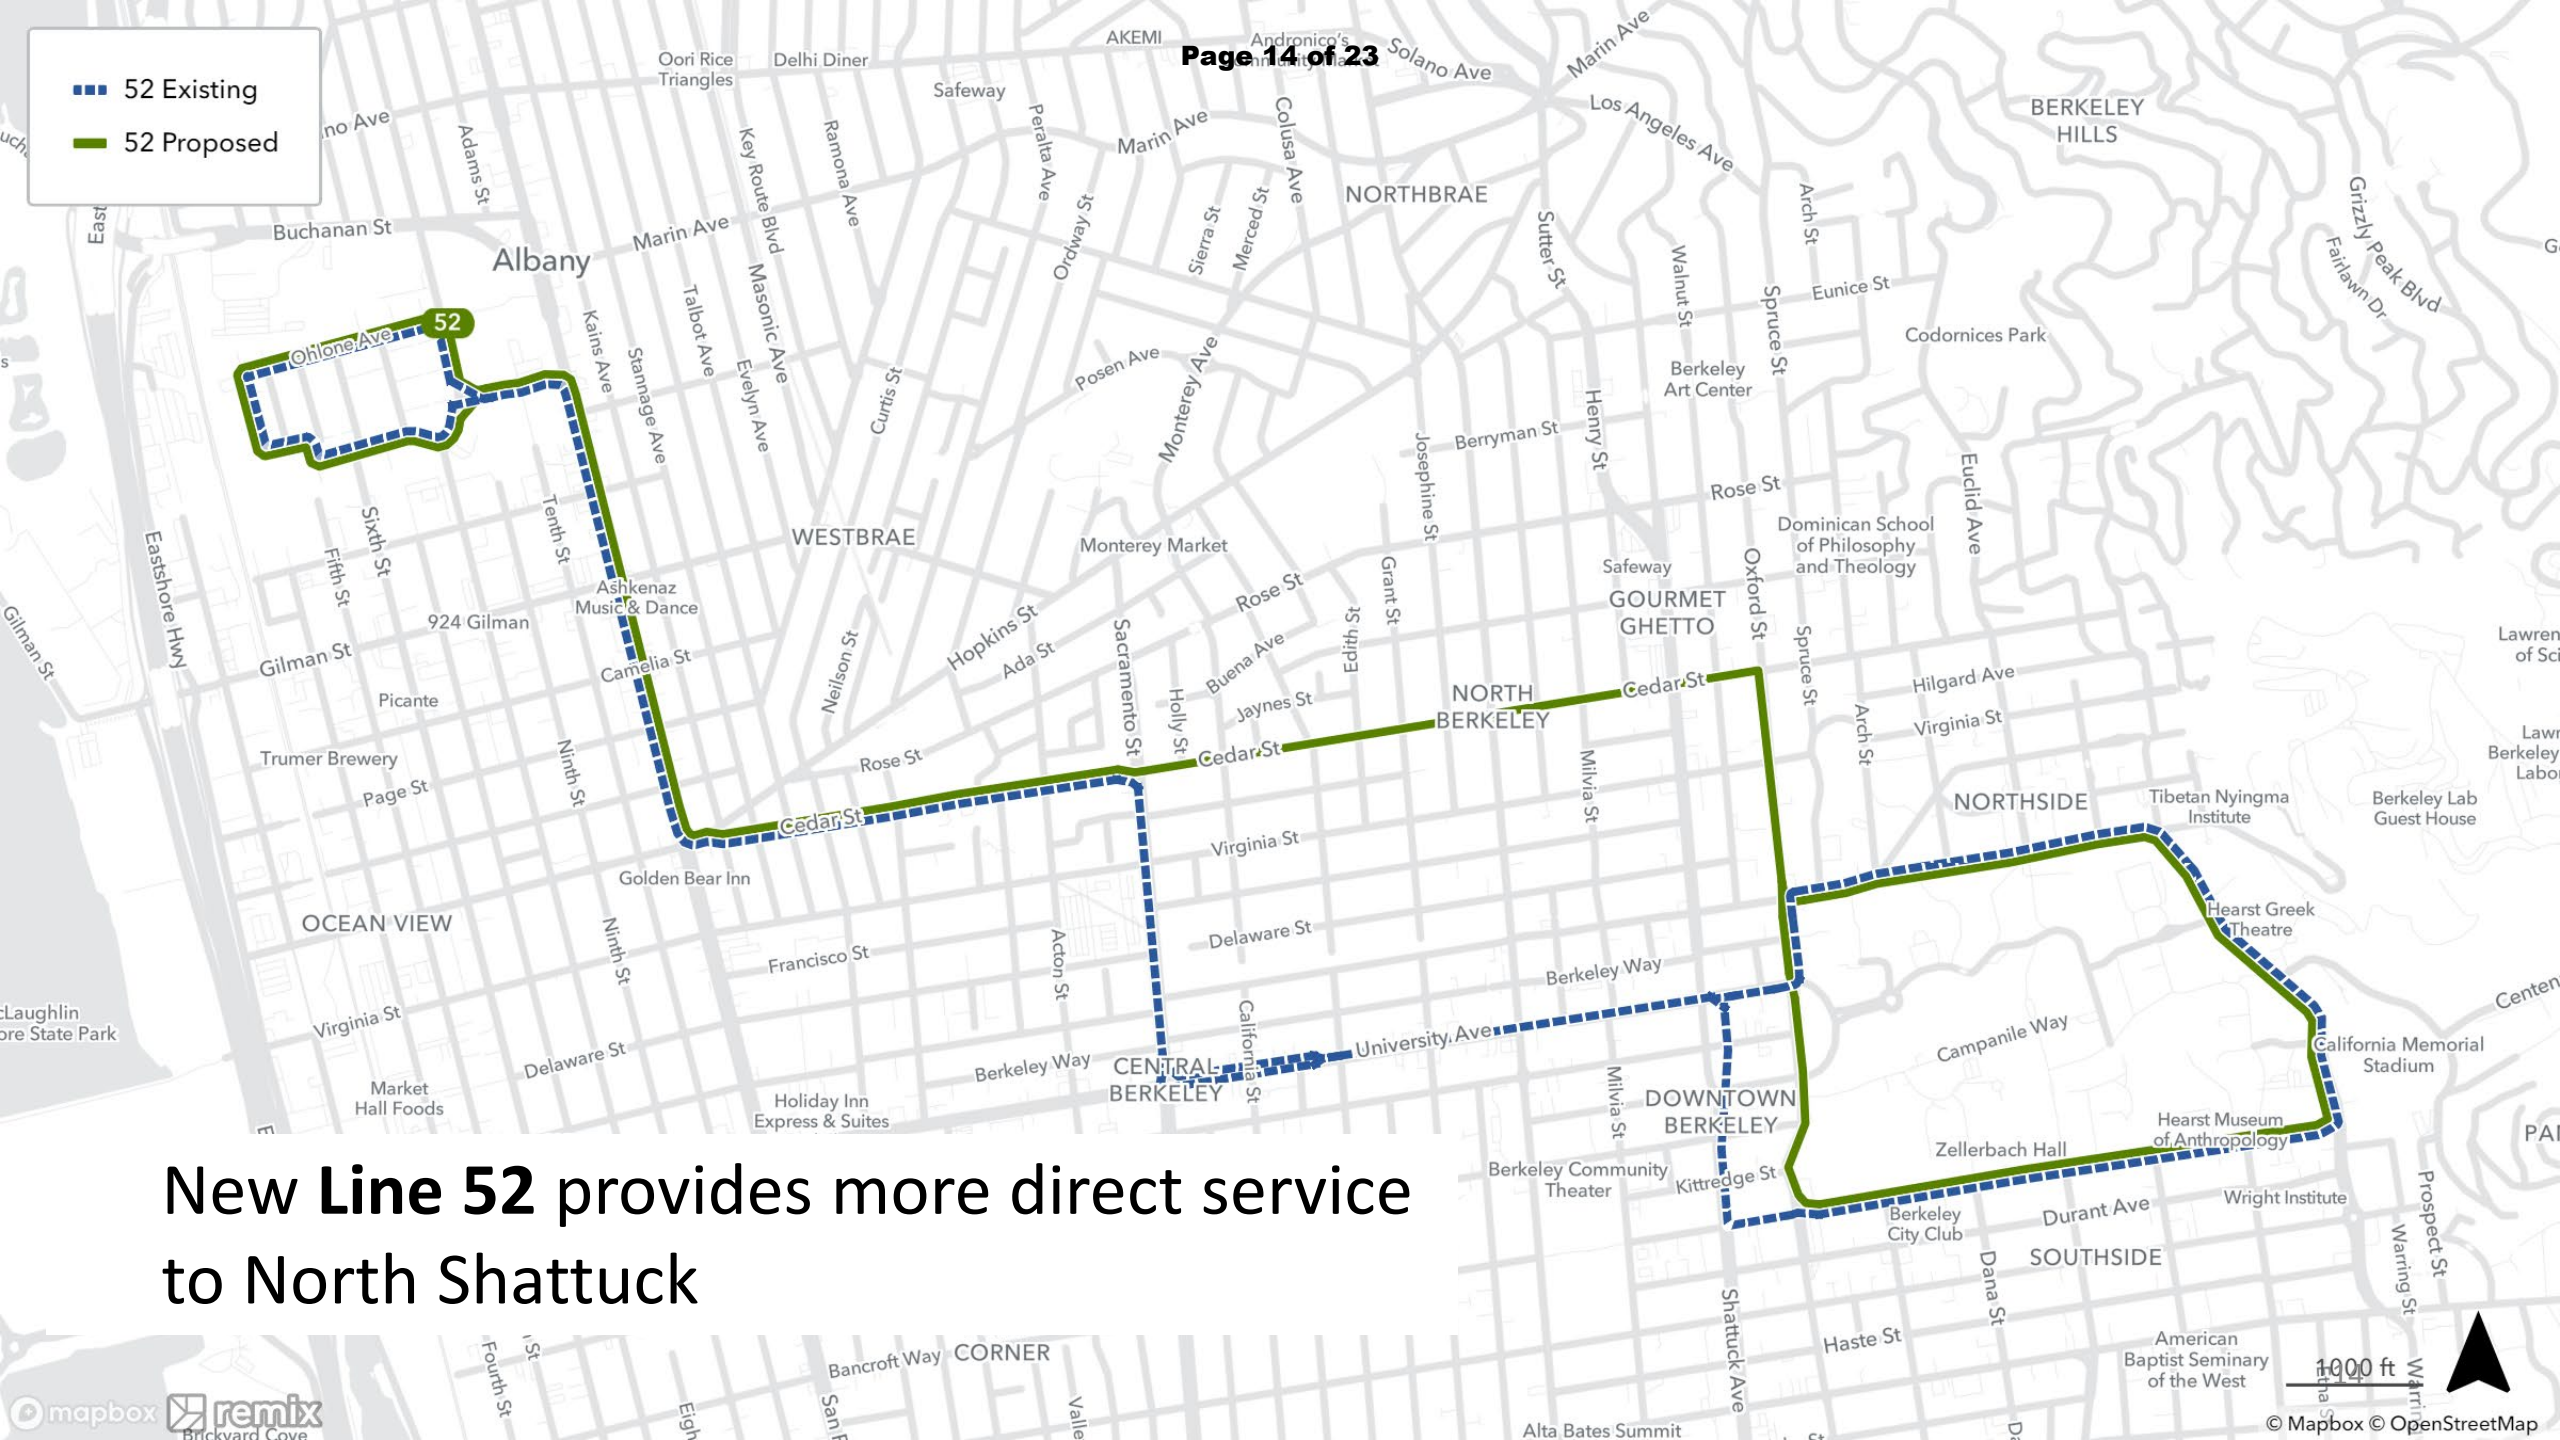 52 Existing
52 Proposed
Page 14 of 23
AKEMI
Andronico's
Solano Ave
Marin Ave
Oori Rice
Triangles
Delhi Diner
Safeway
Los Angeles Ave
BERKELEY
HILLS
Adams St
Key Route Blvd
Ramona Ave
Peralta Ave
Marin Ave
Colusa Ave
NORTHBRAE
Arch St
Grizzly Peak Blvd
Fairlawn Dr
Buchanan St
Albany
Marin Ave
Ordway St
Sierra St
Merced St
Sutter St
Walnut St
Spruce St
Eunice St
Codornices Park
52
Ohlone Ave
Kains Ave
Stannage Ave
Talbot Ave
Masonic Ave
Evelyn Ave
Curtis St
Posen Ave
Monterey Ave
Berkeley
Art Center
Henry St
Berryman St
Josephine St
Rose St
Euclid Ave
Eastshore Hwy
Sixth St
Fifth St
Tenth St
WESTBRAE
Monterey Market
Dominican School
of Philosophy
and Theology
Safeway
GOURMET
GHETTO
Oxford St
Grant St
Edith St
Rose St
Ashkenaz
Music & Dance
924 Gilman
Gilman St
Gilman St
Camelia St
Neilson St
Hopkins St
Ada St
Sacramento St
Holly St
Buena Ave
Jaynes St
NORTH
BERKELEY
Cedar St
Spruce St
Hilgard Ave
Virginia St
Arch St
Picante
Trumer Brewery
Page St
Ninth St
Rose St
Cedar St
Cedar St
Milvia St
NORTHSIDE
Tibetan Nyingma
Institute
Berkeley Lab
Guest House
Golden Bear Inn
Virginia St
OCEAN VIEW
Ninth St
Francisco St
Acton St
Delaware St
Berkeley Way
Hearst Greek
Theatre
Virginia St
Delaware St
California St
Berkeley Way
CENTRAL
BERKELEY
University Ave
Campanile Way
California Memorial
Stadium
Market
Hall Foods
Holiday Inn
Express & Suites
Milvia St
DOWNTOWN
BERKELEY
Hearst Museum
of Anthropology
Zellerbach Hall
Berkeley Community
Theater
Kittredge St
Wright Institute
Prospect St
Durant Ave
Berkeley
City Club
SOUTHSIDE
Dana St
Warring St
New Line 52 provides more direct service
to North Shattuck
Shattuck Ave
Haste St
American
Baptist Seminary
of the West
1000 ft
14
Fourth St
Bancroft Way
CORNER
Alta Bates Summit
mapbox
remix
Brickyard Cove
© Mapbox © OpenStreetMap